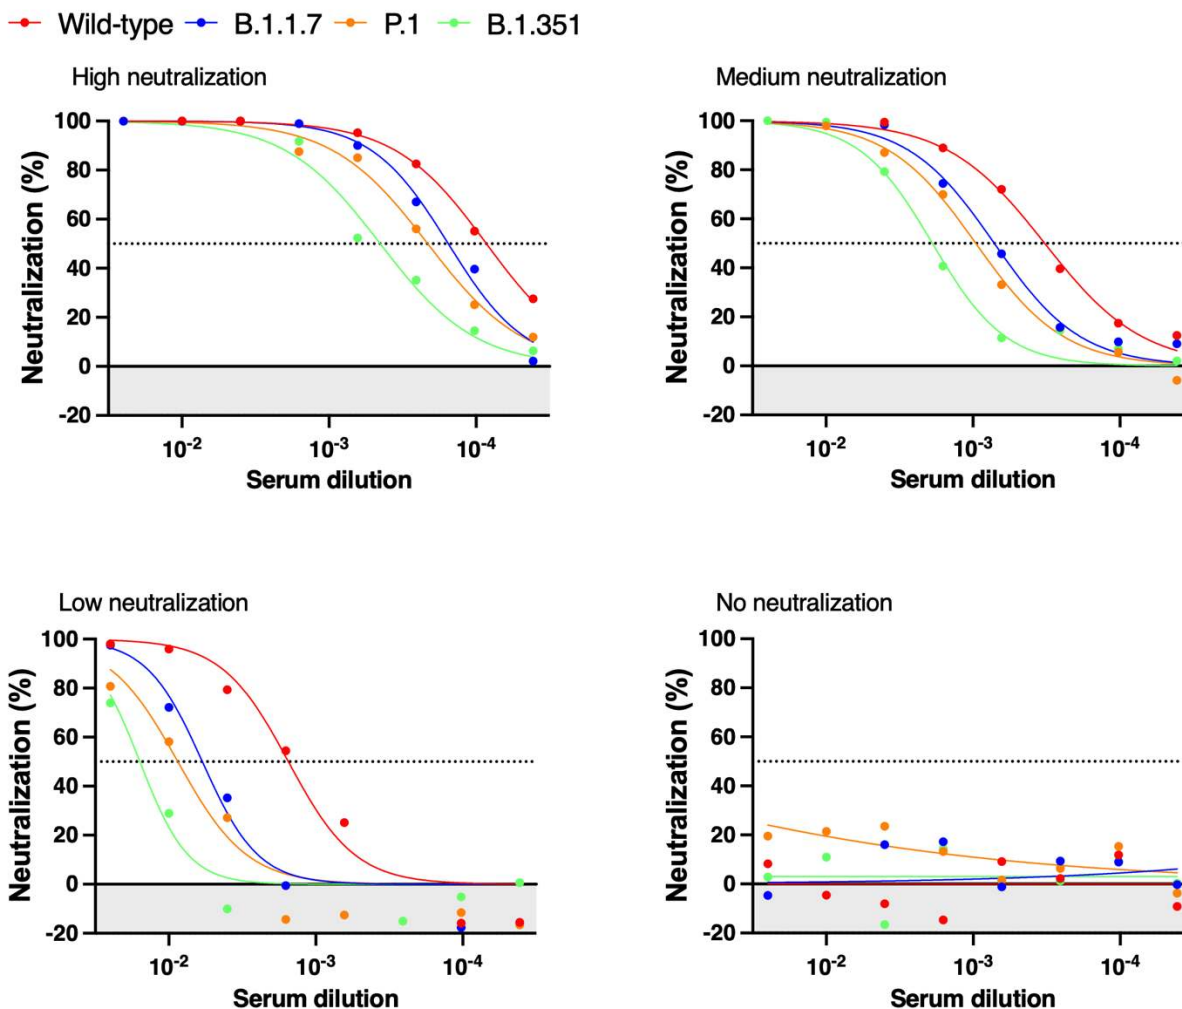 Wild-type B.1.1.7 P.1 B.1.351
High neutralization
Neutralization (%)
100
80
60
40
20
0
-20
10-2 10-3 10-4
Serum dilution
Medium neutralization
Neutralization (%)
100
80
60
40
20
0
-20
10-2 10-3 10-4
Serum dilution
Low neutralization
Neutralization (%)
100
80
60
40
20
0
-20
10-2 10-3 10-4
Serum dilution
No neutralization
Neutralization (%)
100
80
60
40
20
0
-20
10-2 10-3 10-4
Serum dilution